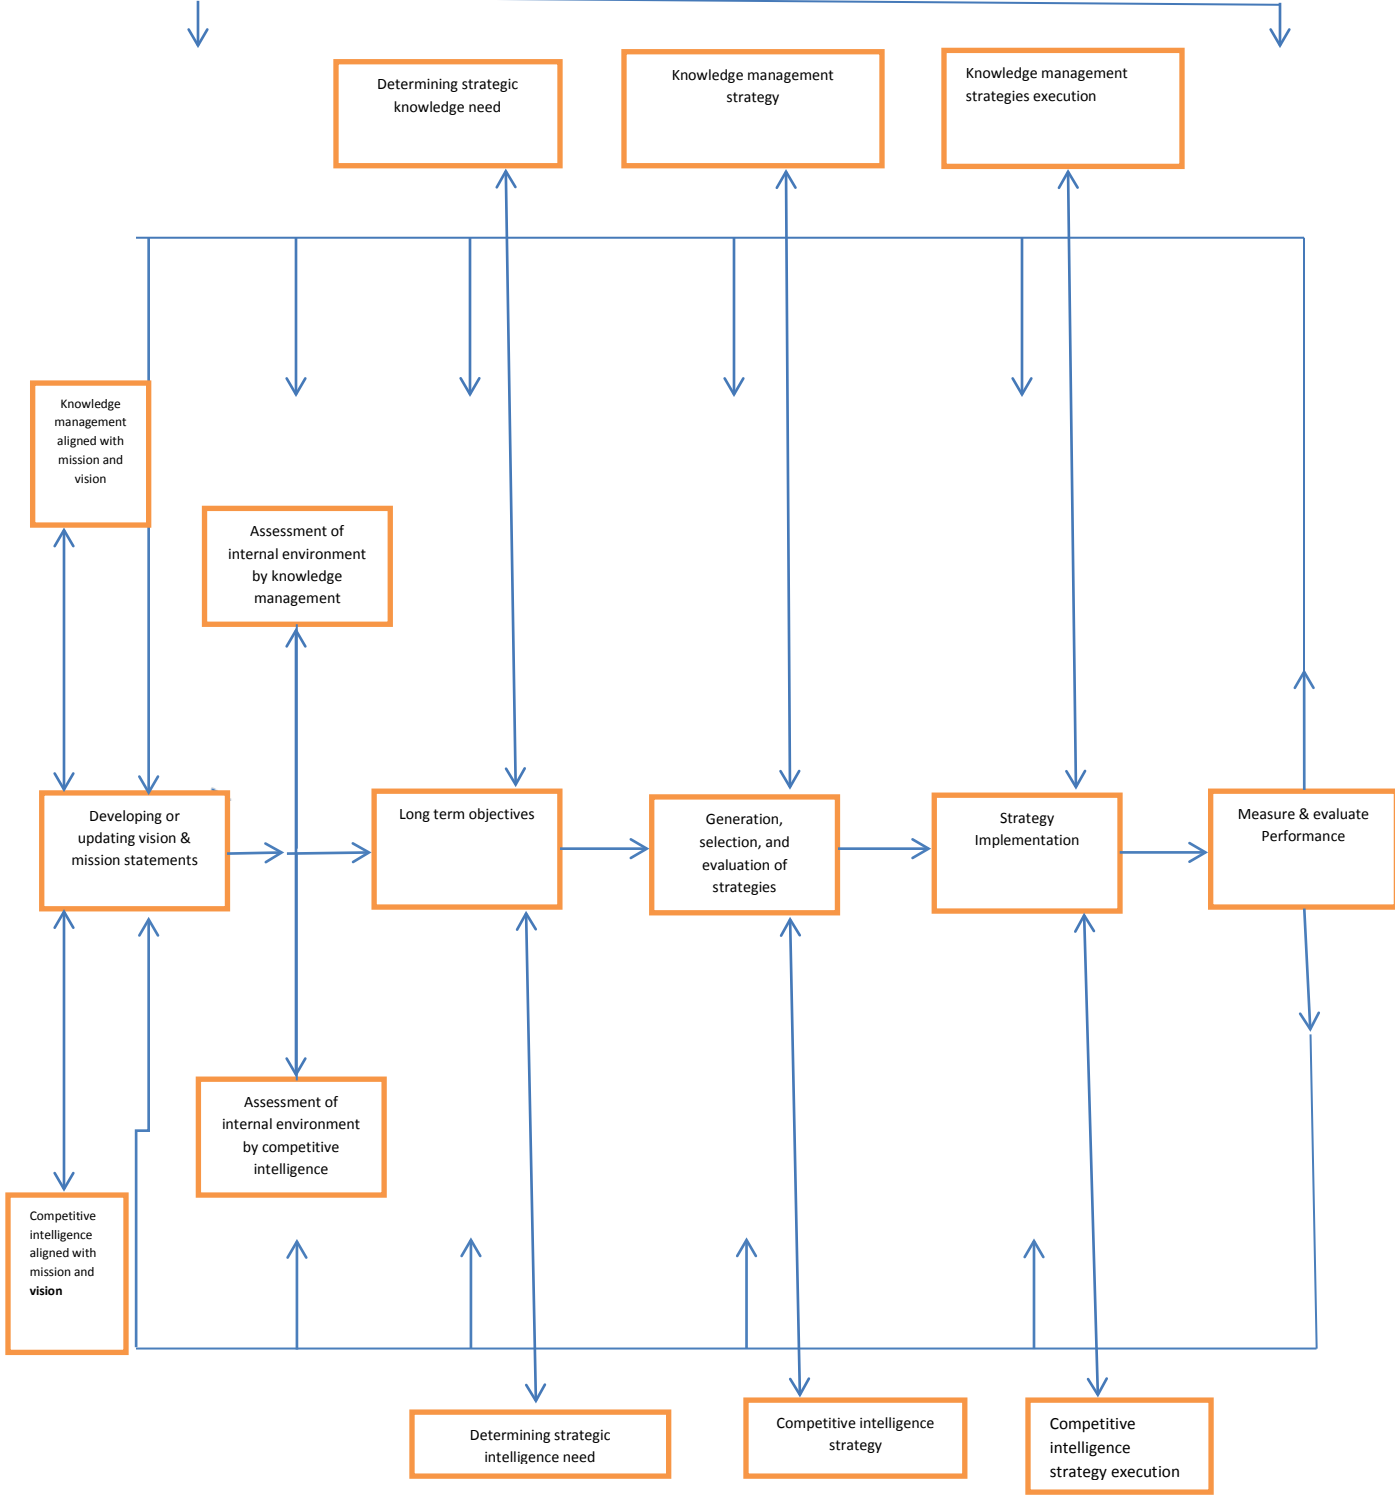 Determining strategic
knowledge need
Knowledge management
strategy
Knowledge management
strategies execution
Knowledge
management
aligned with
mission and
vision
Assessment of
internal environment
by knowledge
management
Developing or
updating vision &
mission statements
Long term objectives
Generation,
selection, and
evaluation of
strategies
Strategy
Implementation
Measure & evaluate
Performance
Assessment of
internal environment
by competitive
intelligence
Competitive
intelligence
aligned with
mission and
vision
Determining strategic
intelligence need
Competitive intelligence
strategy
Competitive
intelligence
strategy execution